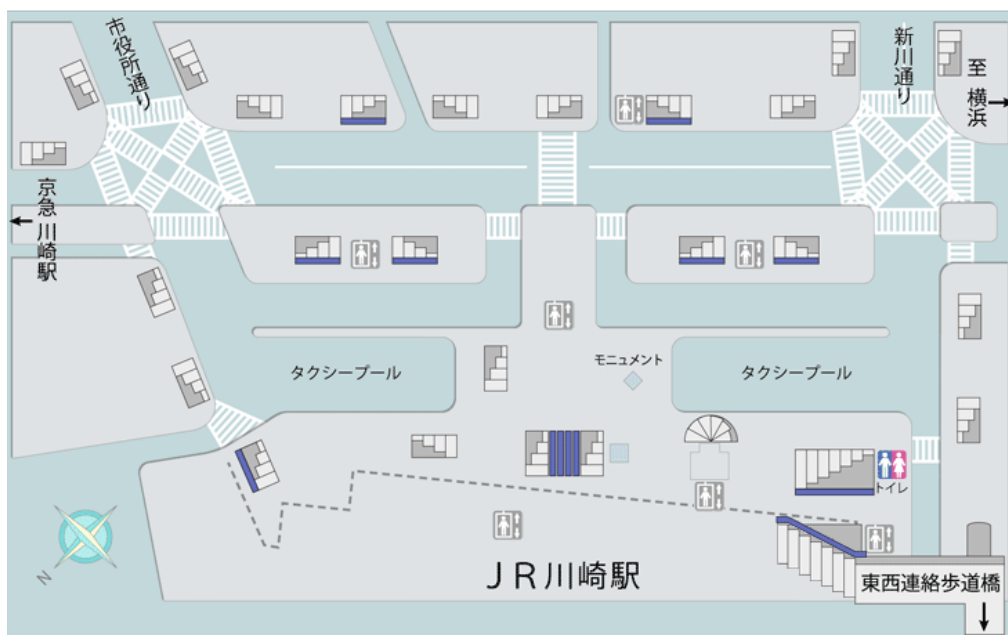 市役所通り
新川通り
至 横浜
京急 川崎駅
モニュメント
タクシープール
タクシープール
トイレ
JR川崎駅
東西連絡歩道橋
N